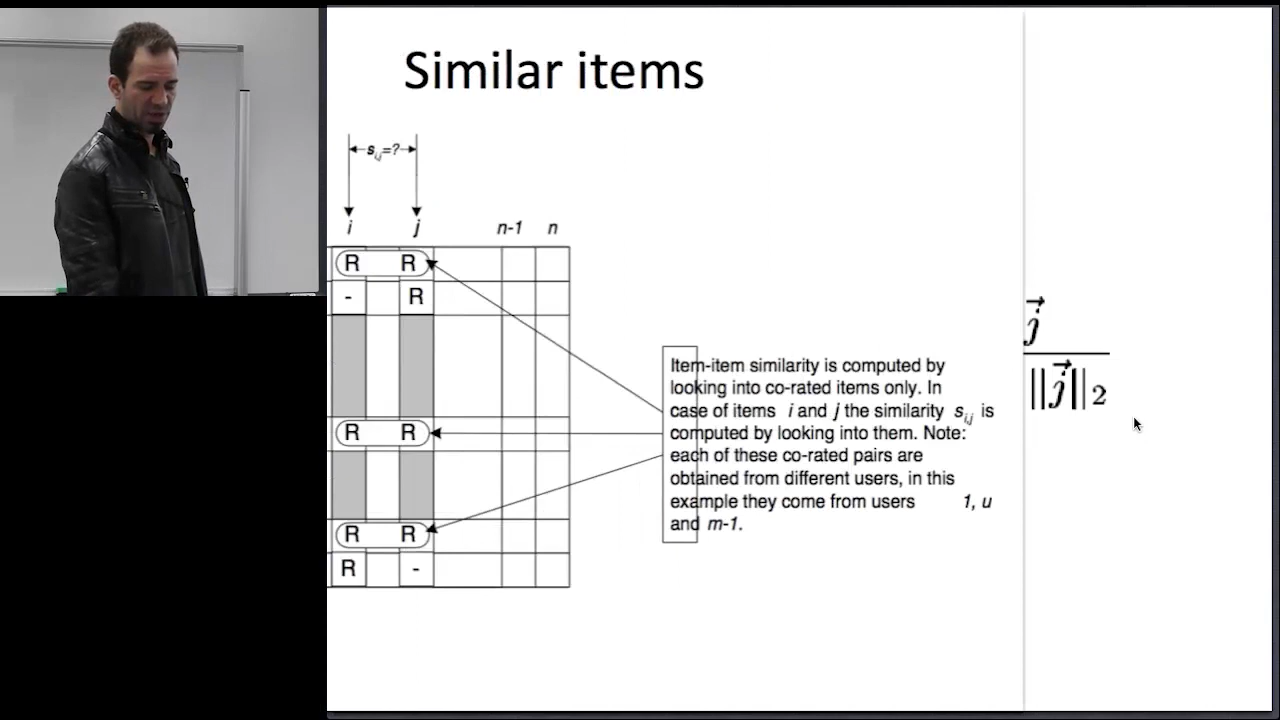 Similar items
s i,j =?
i j n-1 n
R R
- R
R R
R R
R -
Item-item similarity is computed by
looking into co-rated items only. In
case of items i and j the similarity s i,j is
computed by looking into them. Note:
each of these co-rated pairs are
obtained from different users, in this
example they come from users 1, u
and m-1.
j⃗
||j⃗||₂